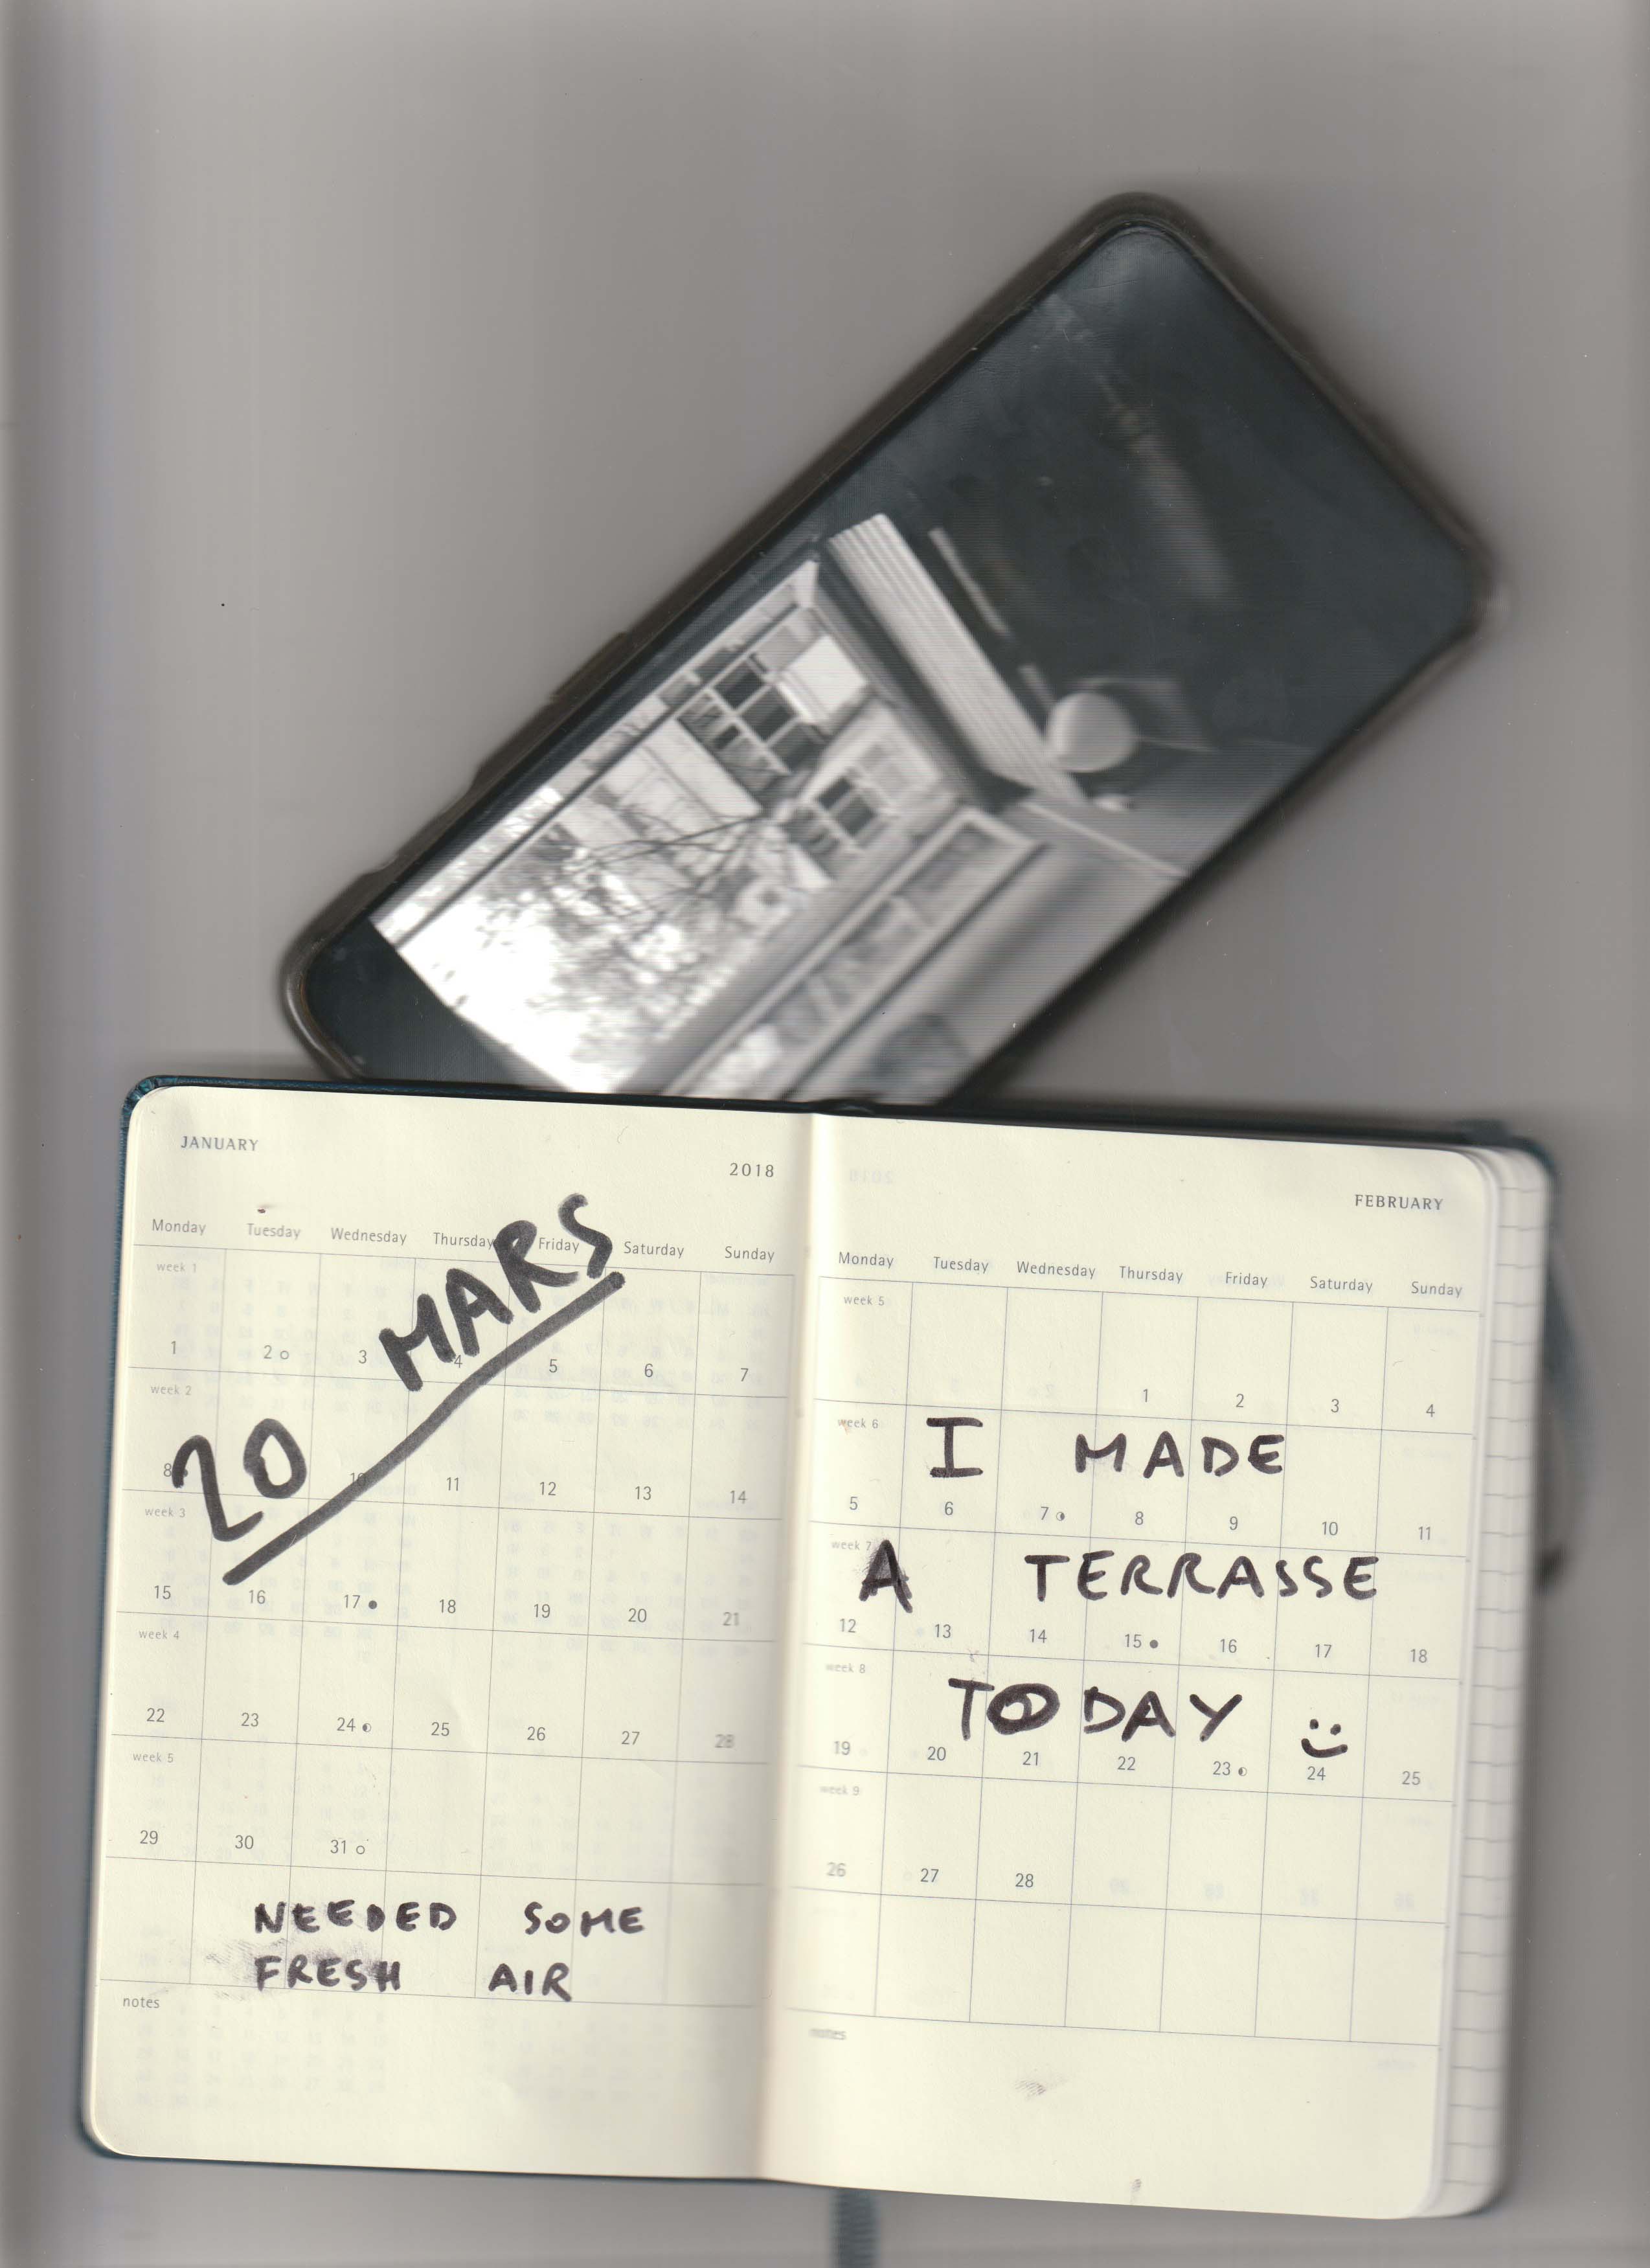 JANUARY
2018
Monday Tuesday Wednesday Thursday Friday Saturday Sunday
week 1
1 2 3 4 5 6 7
week 2
8 10 11 12 13 14
week 3
15 16 17 18 19 20 21
week 4
22 23 24 25 26 27 28
week 5
29 30 31
notes
20 MARS
NEEDED SOME
FRESH AIR
FEBRUARY
Monday Tuesday Wednesday Thursday Friday Saturday Sunday
week 5
1 2 3 4
week 6
I MADE
5 6 7 8 9 10 11
week 7
A TERRASSE
12 13 14 15 16 17 18
week 8
TODAY :)
19 20 21 22 23 24 25
week 9
26 27 28
notes